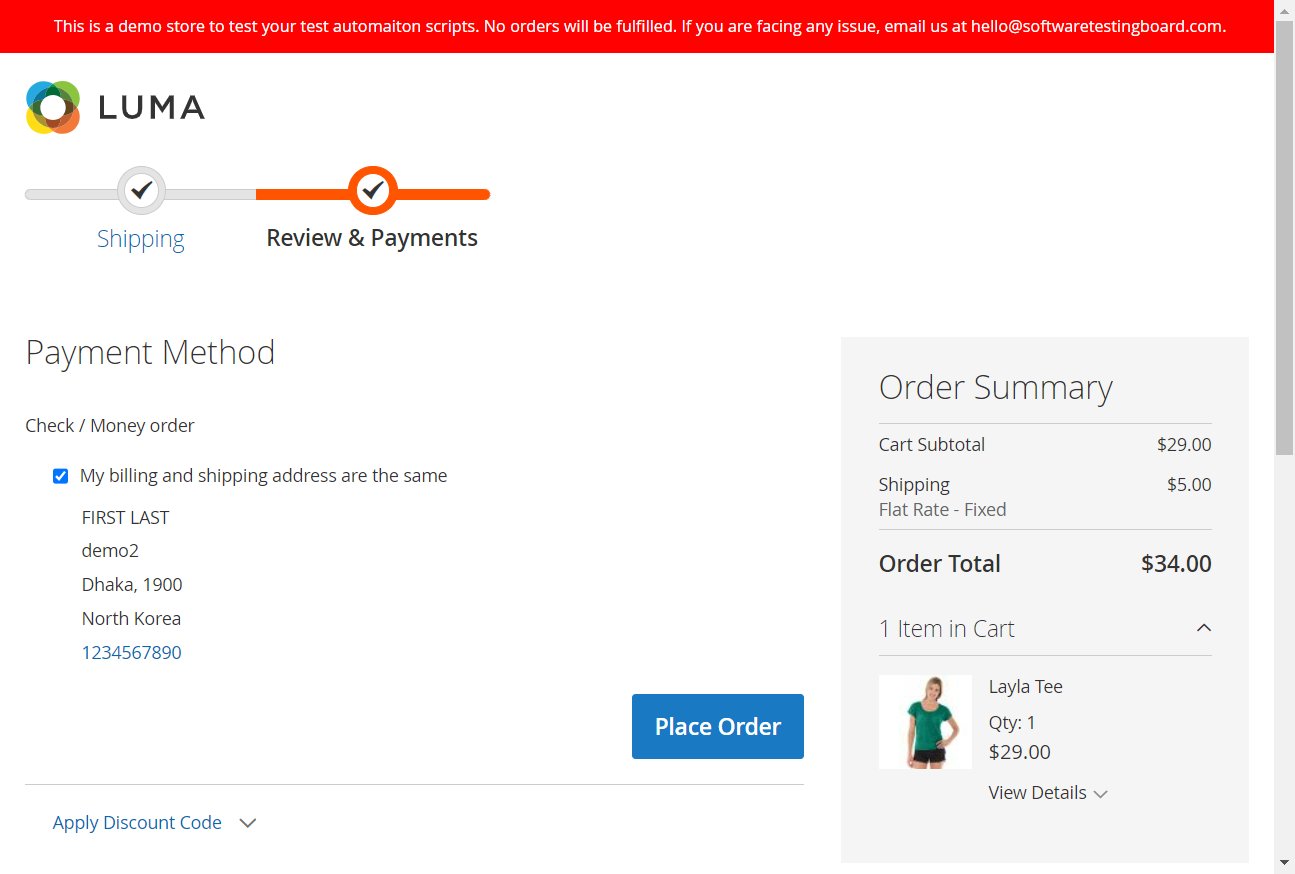 This is a demo store to test your test automaiton scripts. No orders will be fulfilled. If you are facing any issue, email us at hello@softwaretestingboard.com.
LUMA
Shipping
Review & Payments
Payment Method
Check / Money order
My billing and shipping address are the same
FIRST LAST
demo2
Dhaka, 1900
North Korea
1234567890
Place Order
Apply Discount Code
Order Summary
Cart Subtotal $29.00
Shipping $5.00
Flat Rate - Fixed
Order Total $34.00
1 Item in Cart
Layla Tee
Qty: 1
$29.00
View Details